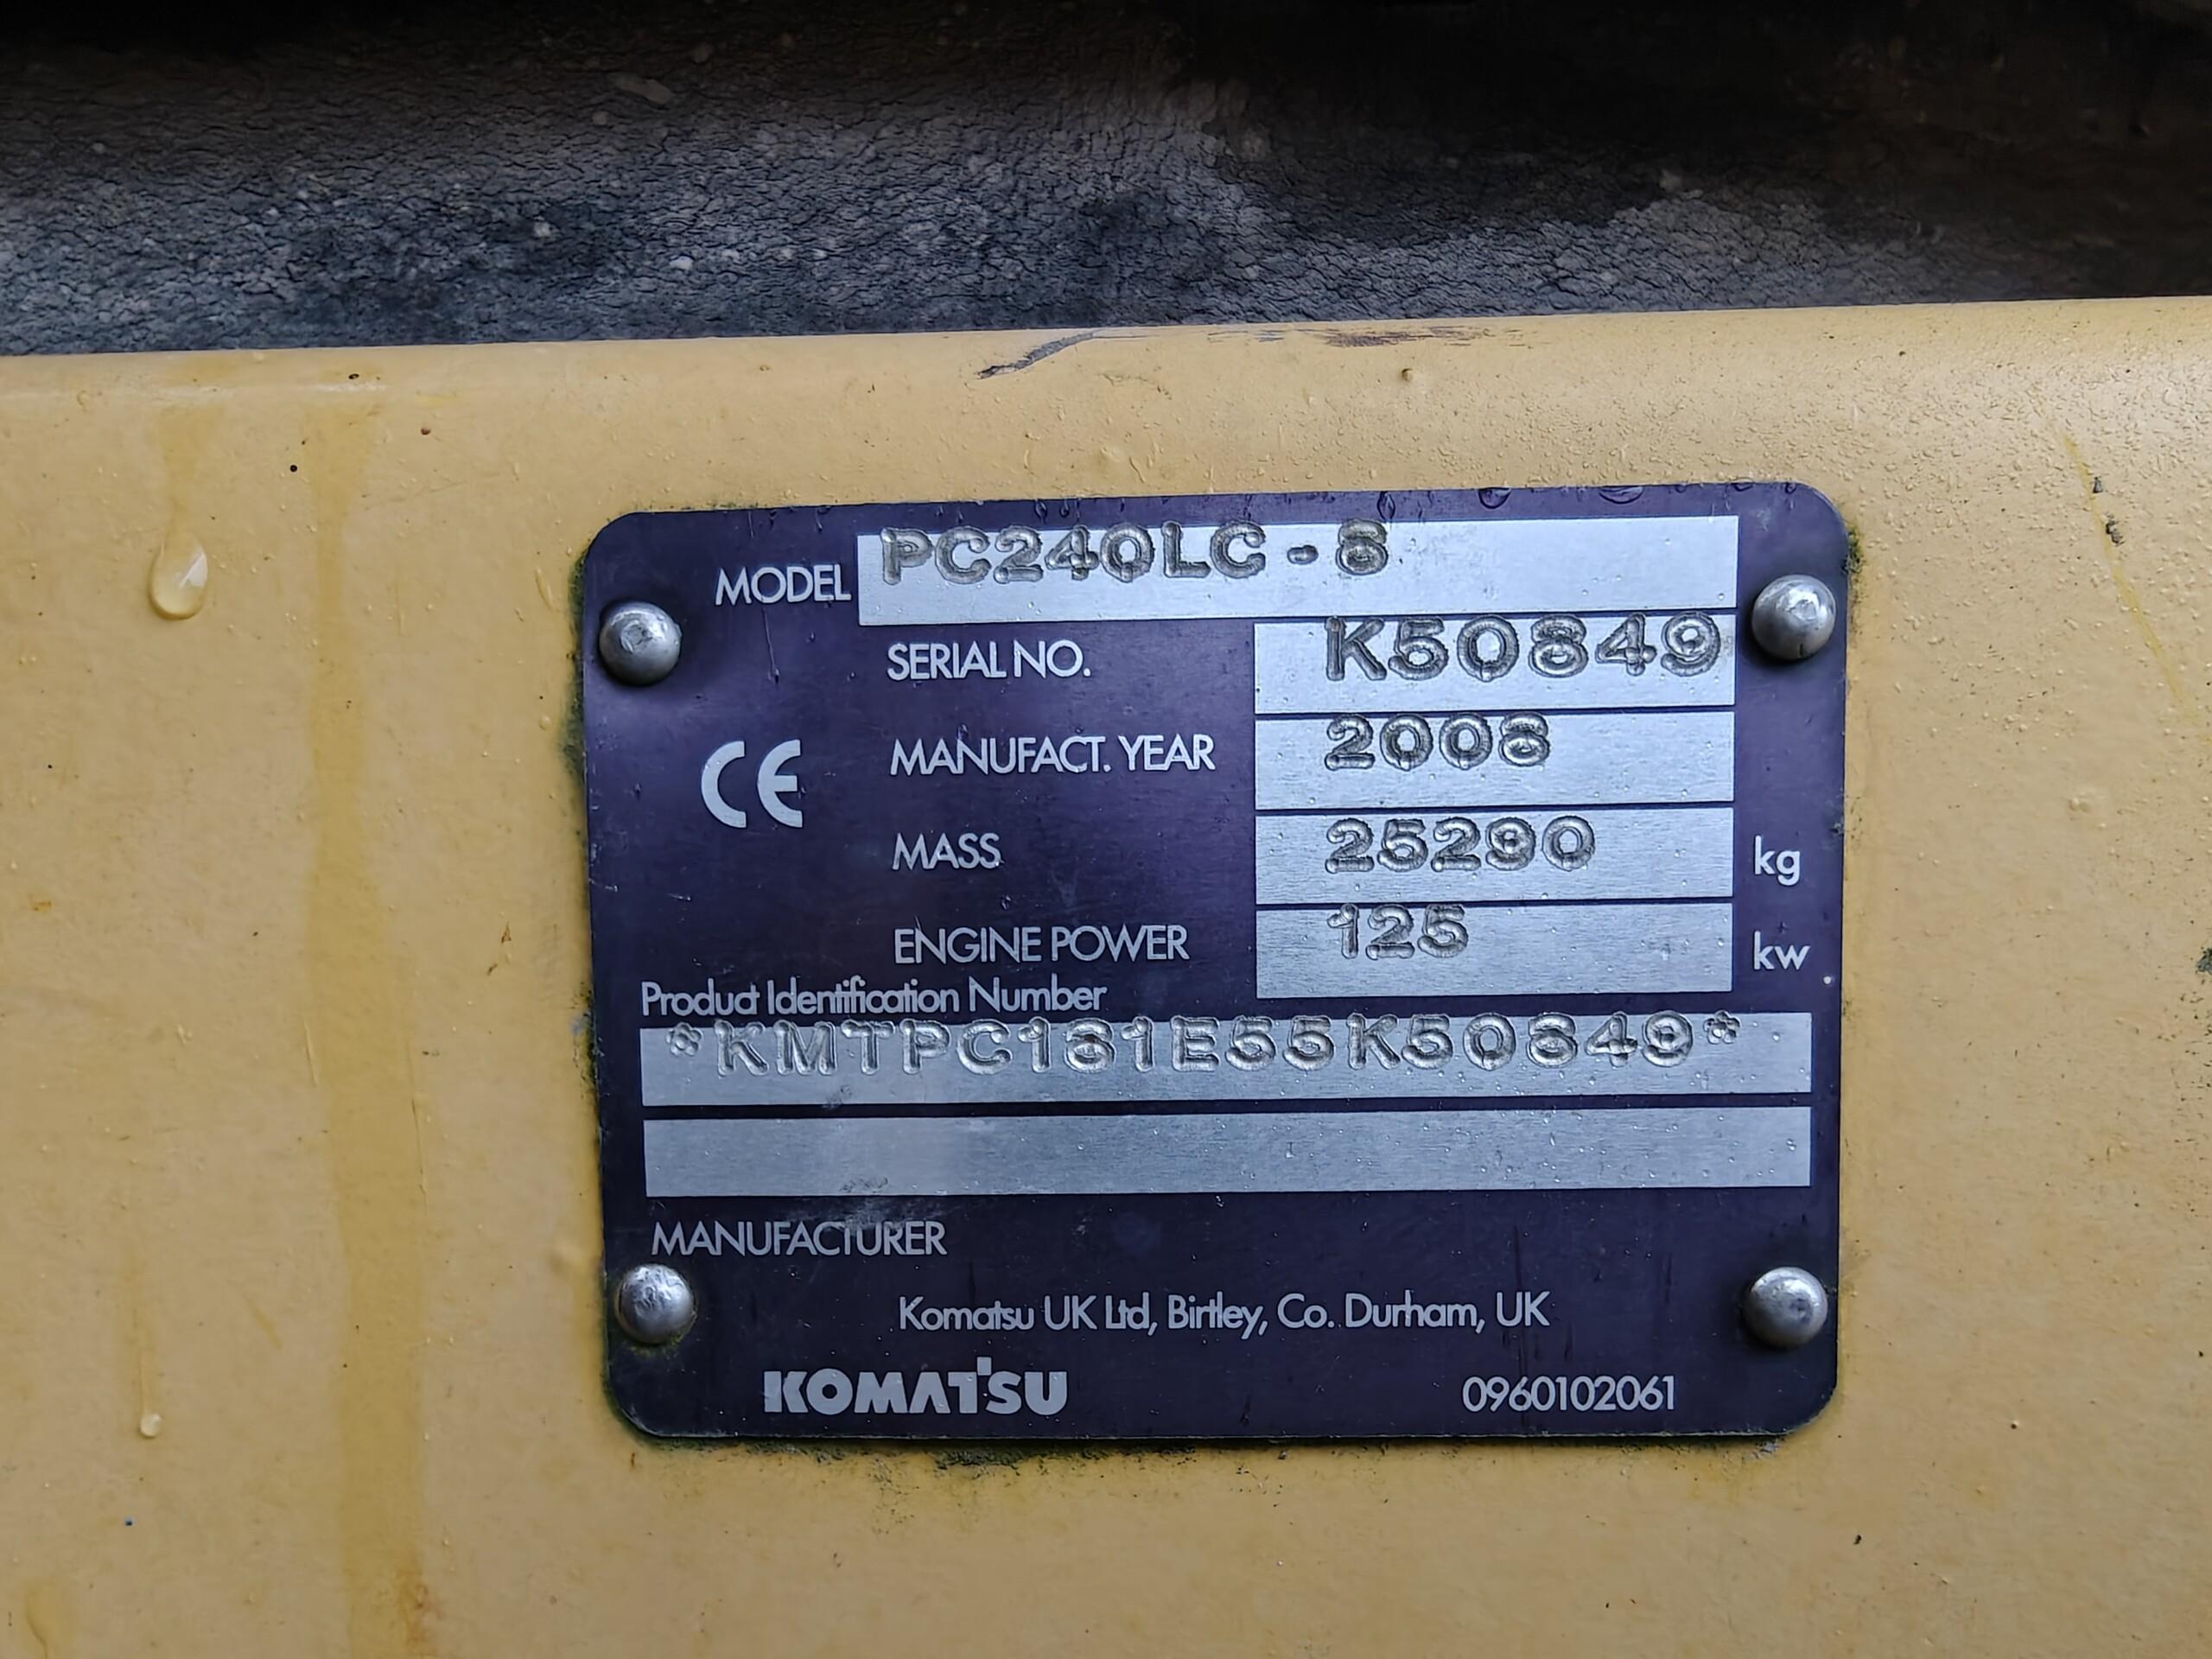 MODEL PC240LC-8
SERIAL NO. K50849
MANUFACT. YEAR 2008
CE
MASS 25290 kg
ENGINE POWER 125 kw
Product Identification Number
*KMTPC181E55K50849*
MANUFACTURER
Komatsu UK Ltd, Birtley, Co. Durham, UK
KOMATSU 0960102061